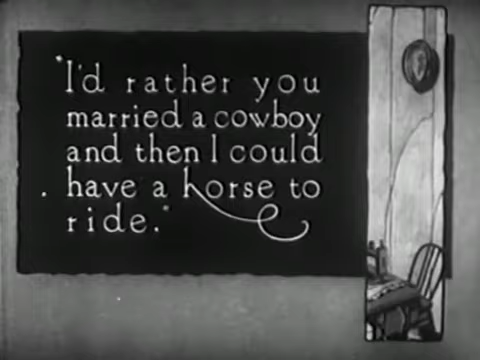 "I'd rather you
married a cowboy
and then I could
have a horse to
ride."